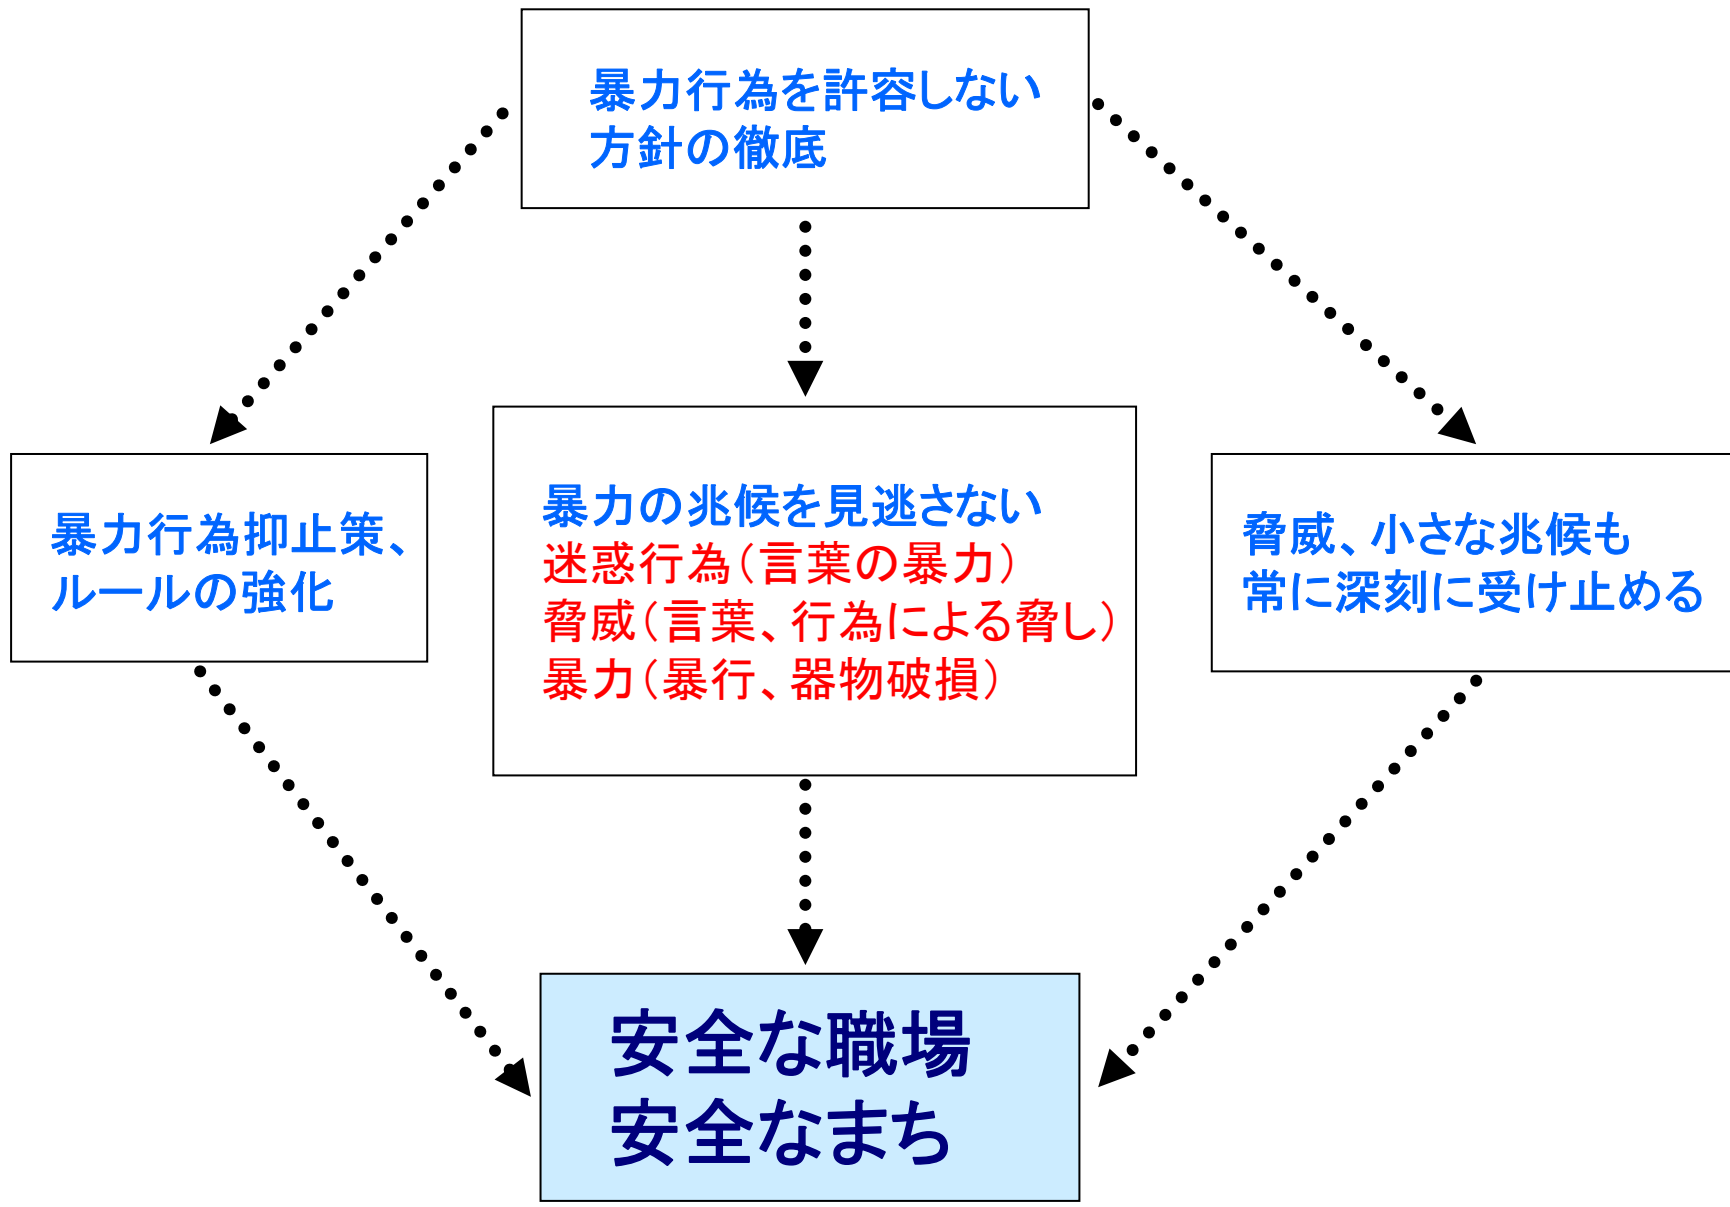 暴力行為を許容しない
方針の徹底
暴力行為抑止策、
ルールの強化
暴力の兆候を見逃さない
迷惑行為(言葉の暴力)
脅威(言葉、行為による脅し)
暴力(暴行、器物破損)
脅威、小さな兆候も
常に深刻に受け止める
安全な職場
安全なまち